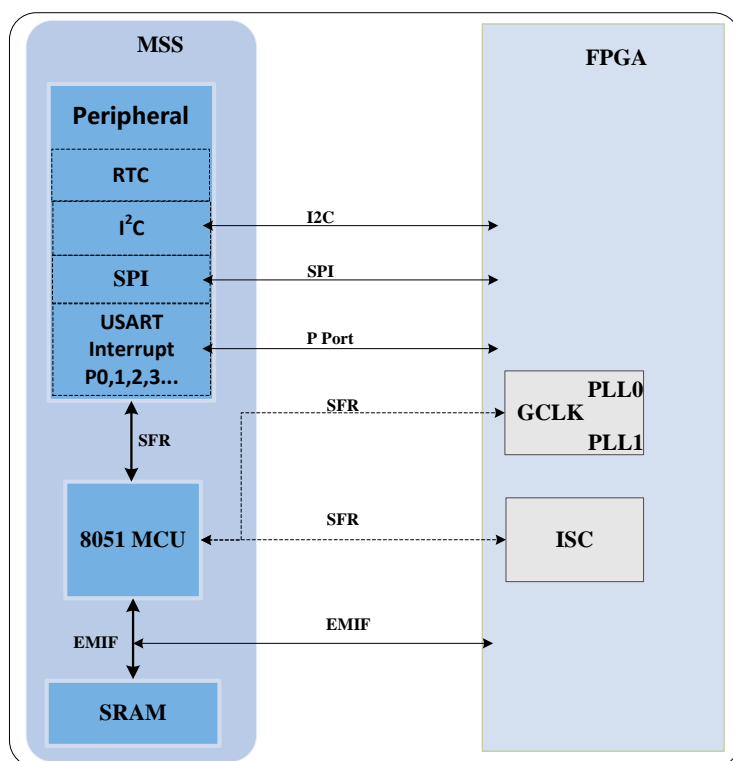 MSS
FPGA
Peripheral
RTC
I²C
I2C
SPI
SPI
USART
Interrupt
P0,1,2,3...
P Port
SFR
SFR
PLL0
GCLK
PLL1
8051 MCU
SFR
ISC
EMIF
EMIF
SRAM